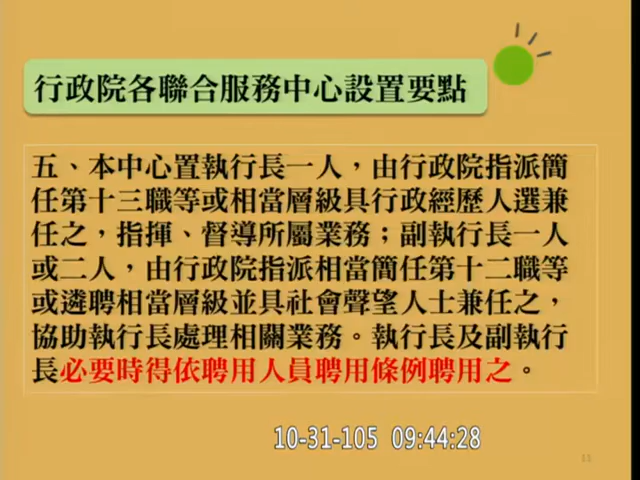 行政院各聯合服務中心設置要點
五、本中心置執行長一人，由行政院指派簡
任第十三職等或相當層級具行政經歷人選兼
任之，指揮、督導所屬業務；副執行長一人
或二人，由行政院指派相當簡任第十二職等
或遴聘相當層級並具社會聲望人士兼任之，
協助執行長處理相關業務。執行長及副執行
長必要時得依聘用人員聘用條例聘用之。
10-31-105 09:44:28
11